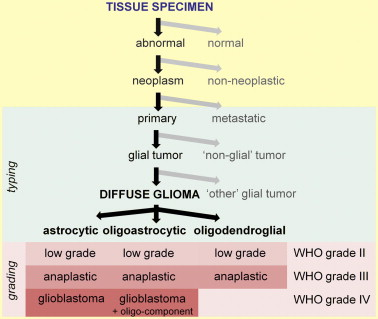 TISSUE SPECIMEN
abnormal normal
neoplasm non-neoplastic
primary metastatic
typing
glial tumor 'non-glial' tumor
DIFFUSE GLIOMA 'other' glial tumor
astrocytic oligoastrocytic oligodendroglial
grading
low grade low grade low grade WHO grade II
anaplastic anaplastic anaplastic WHO grade III
glioblastoma glioblastoma WHO grade IV
+ oligo-component